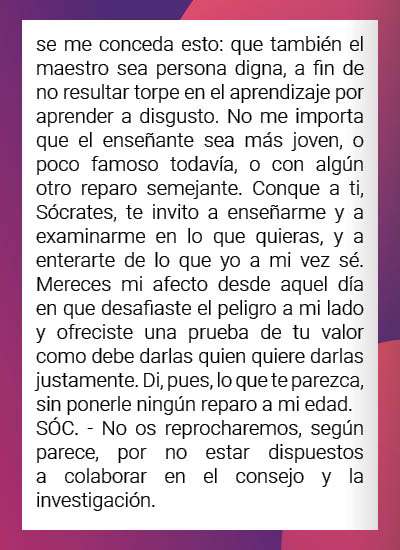 se me conceda esto: que también el
maestro sea persona digna, a fin de
no resultar torpe en el aprendizaje por
aprender a disgusto. No me importa
que el enseñante sea más joven, o
poco famoso todavía, o con algún
otro reparo semejante. Conque a ti,
Sócrates, te invito a enseñarme y a
examinarme en lo que quieras, y a
enterarte de lo que yo a mi vez sé.
Mereces mi afecto desde aquel día
en que desafiaste el peligro a mi lado
y ofreciste una prueba de tu valor
como debe darlas quien quiere darlas
justamente. Di, pues, lo que te parezca,
sin ponerle ningún reparo a mi edad.
SÓC. - No os reprocharemos, según
parece, por no estar dispuestos
a colaborar en el consejo y la
investigación.